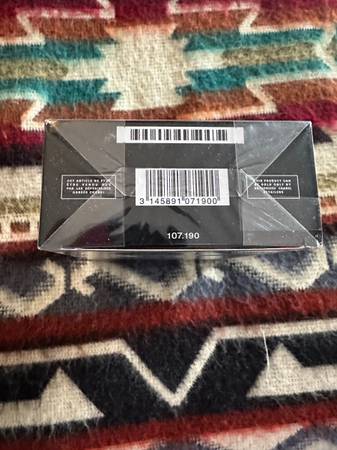 CET ARTICLE NE PEUT
ÊTRE VENDU QUE
PAR LES DÉPOSITAIRES
AGRÉÉS CHANEL
THIS PRODUCT CAN
BE SOLD ONLY BY
AUTHORIZED CHANEL
RETAILERS
3 145891 071900
107.190